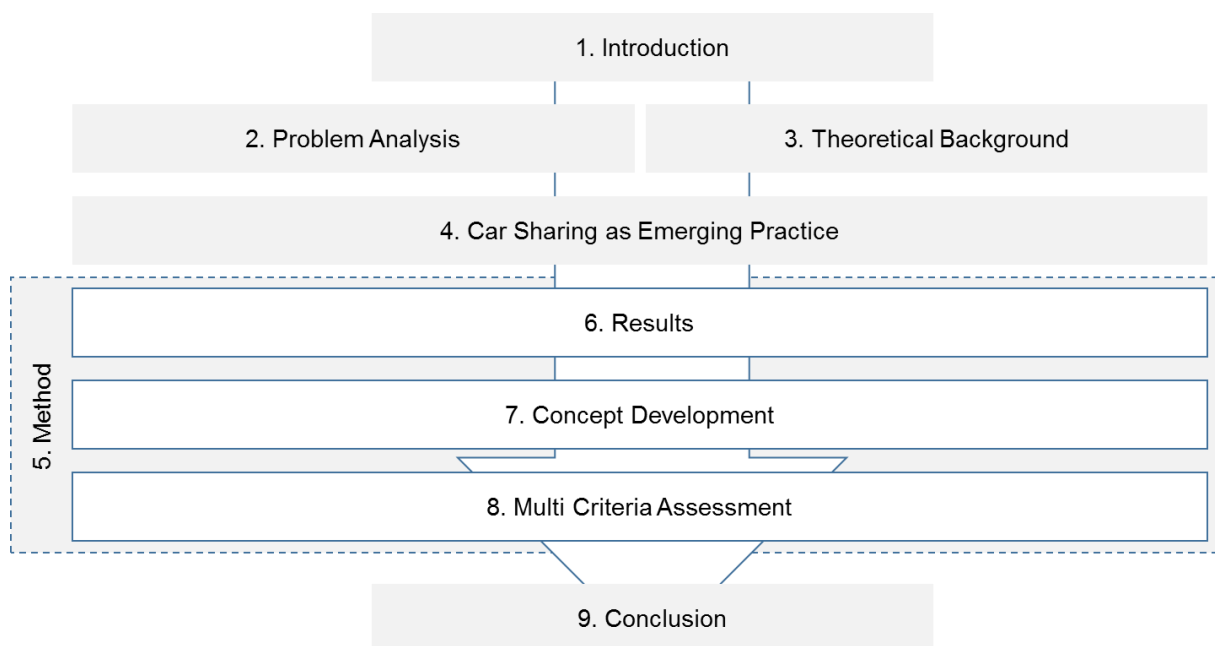 1. Introduction
2. Problem Analysis
3. Theoretical Background
4. Car Sharing as Emerging Practice
5. Method
6. Results
7. Concept Development
8. Multi Criteria Assessment
9. Conclusion